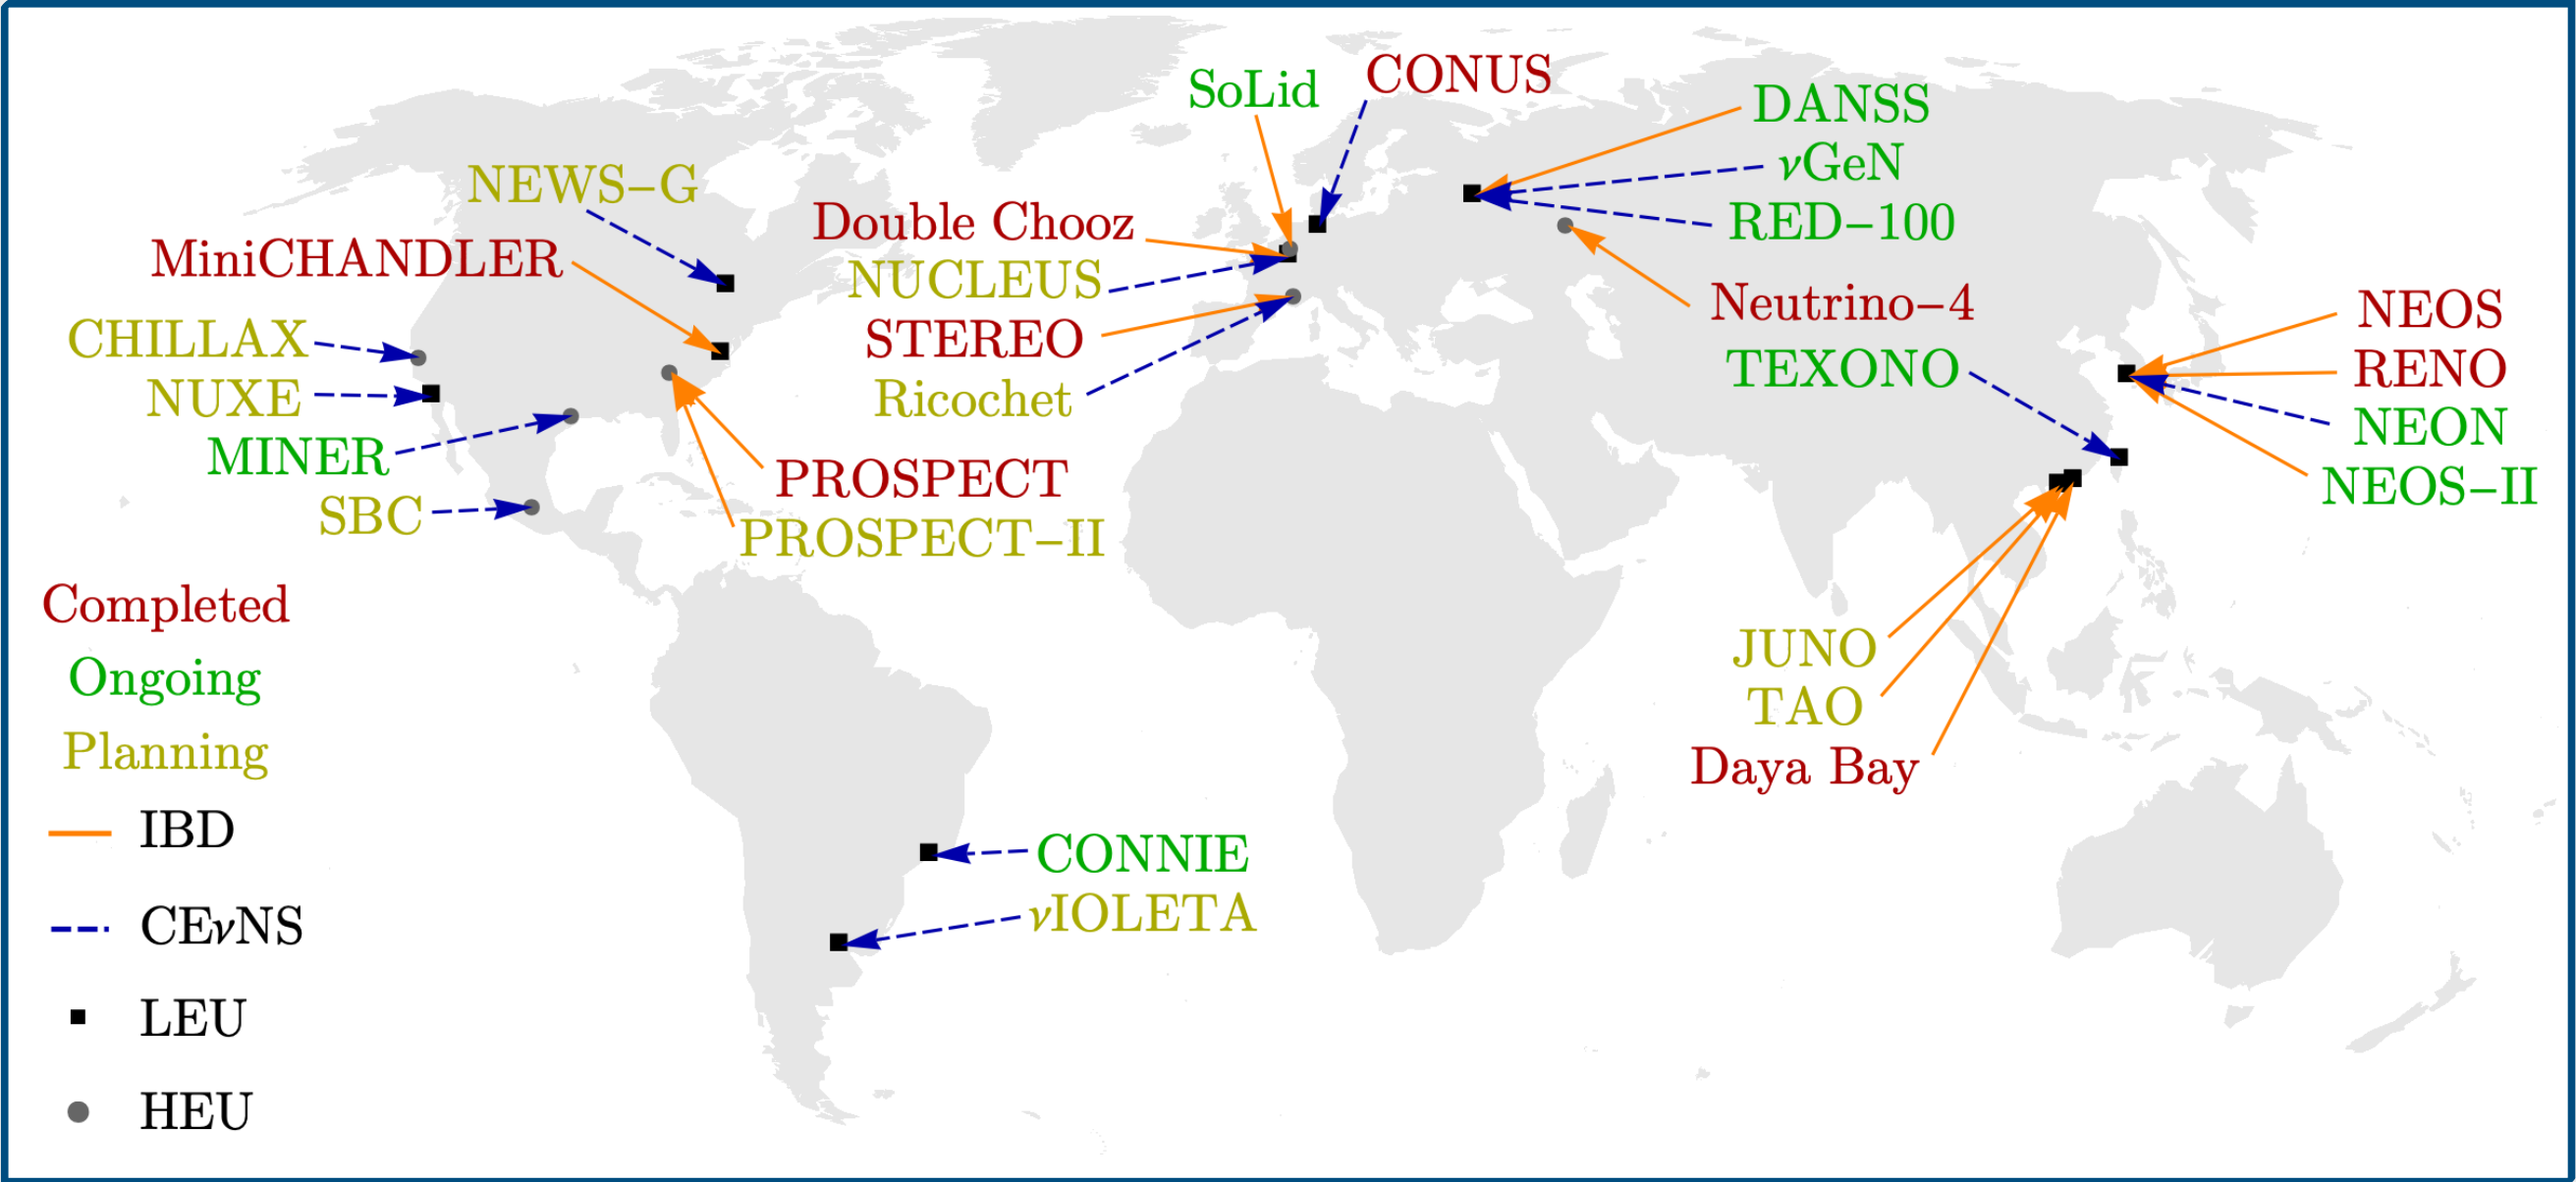 SoLid
CONUS
DANSS
νGeN
RED–100
NEWS–G
Double Chooz
MiniCHANDLER
NUCLEUS
Neutrino–4
NEOS
CHILLAX
STEREO
TEXONO
RENO
NUXE
Ricochet
NEON
MINER
PROSPECT
NEOS–II
SBC
PROSPECT–II
Completed
JUNO
Ongoing
TAO
Planning
Daya Bay
IBD
CONNIE
CEνNS
νIOLETA
LEU
HEU